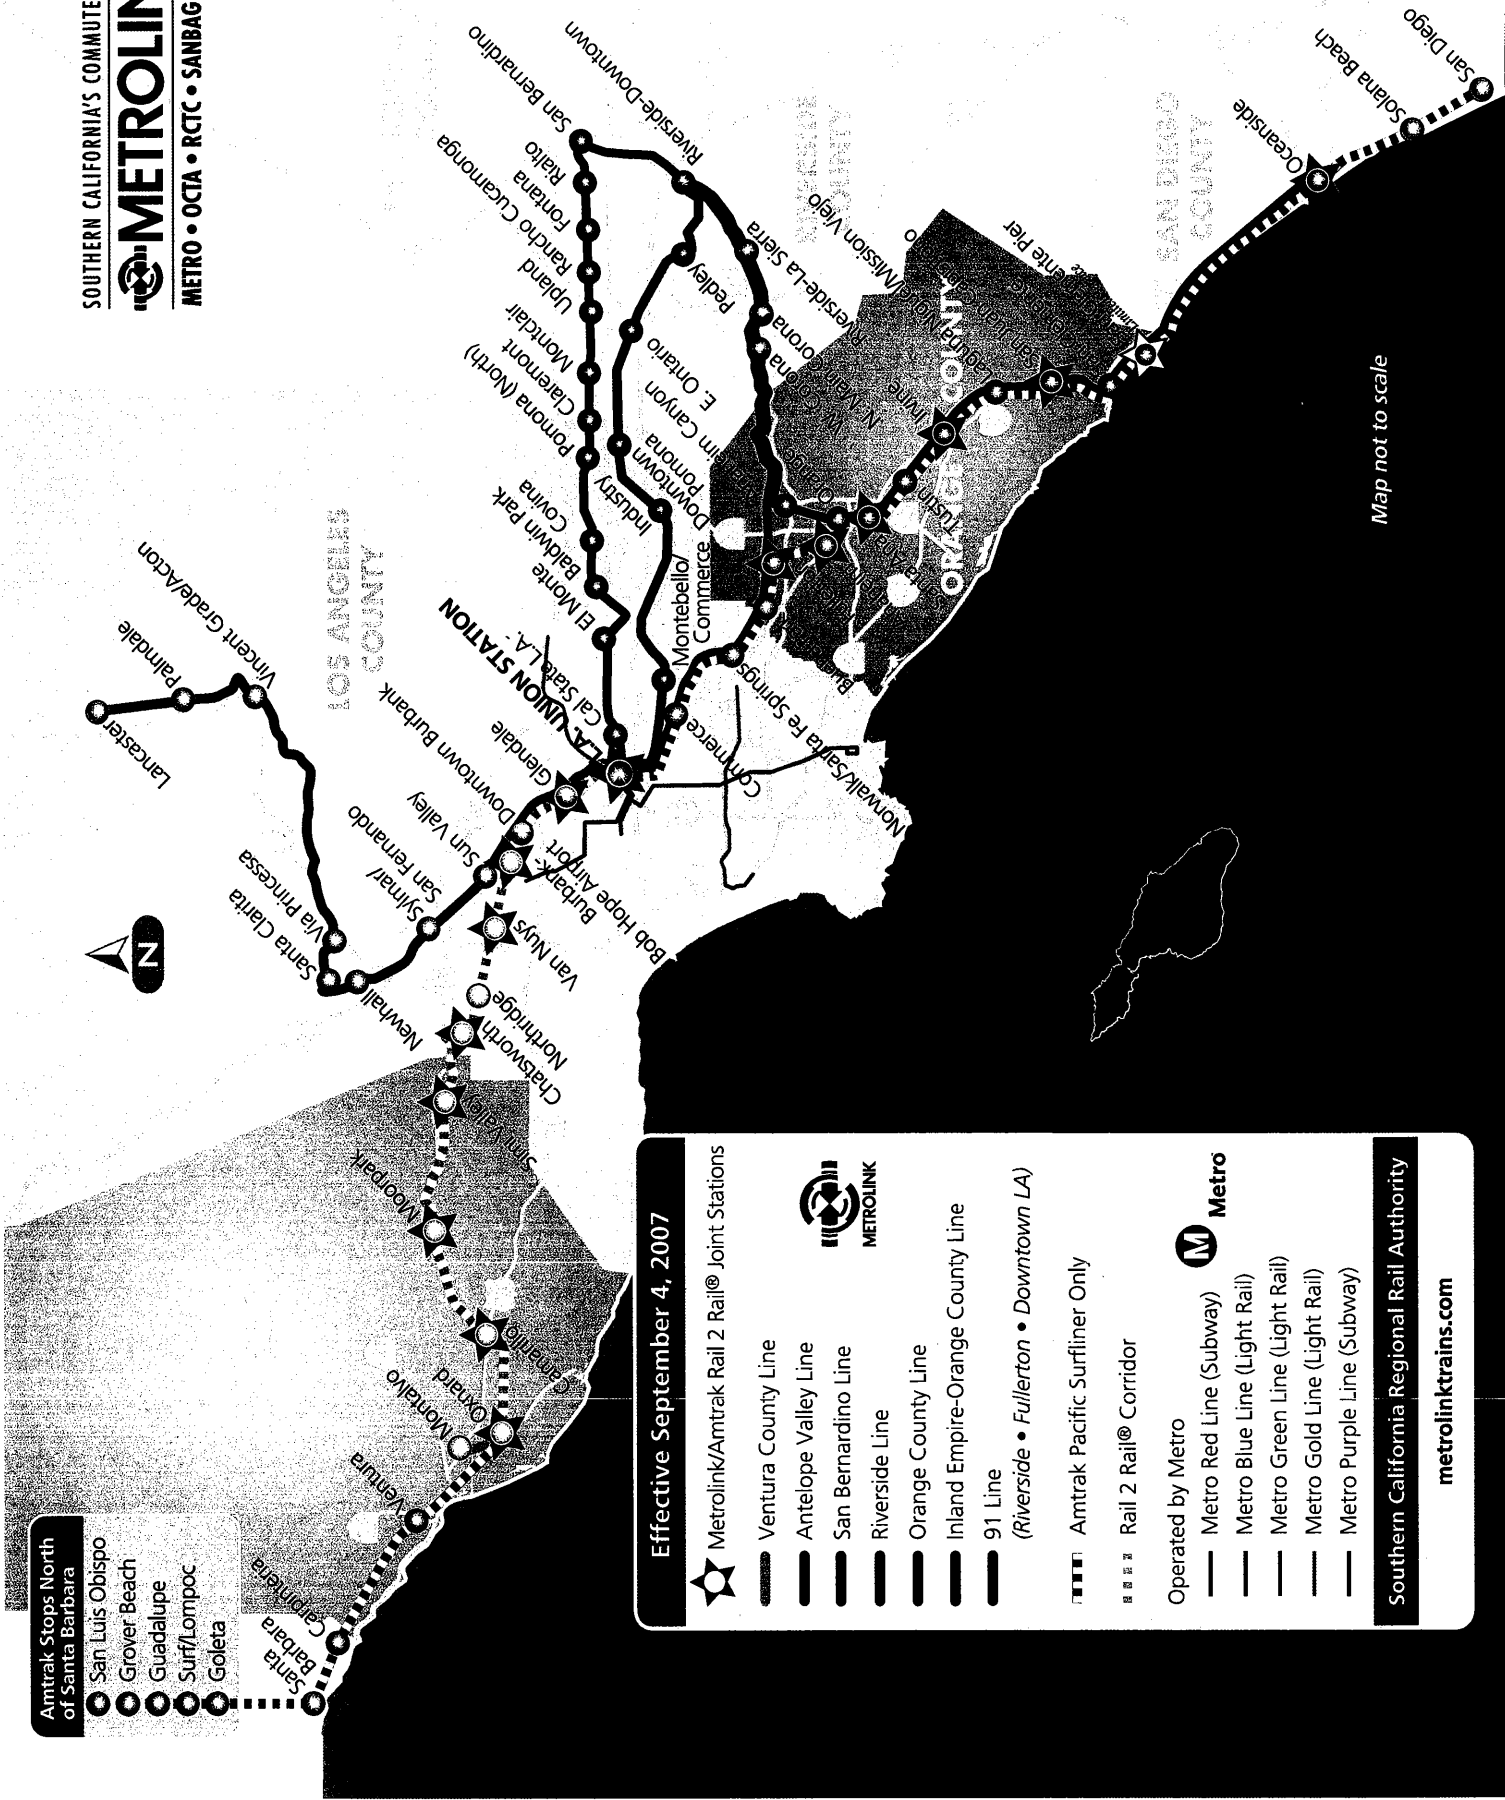 SOUTHERN CALIFORNIA'S COMMUTE
METROLIN
METRO • OCTA • RCTC • SANBAG
N
Amtrak Stops North
of Santa Barbara
San Luis Obispo
Grover Beach
Guadalupe
Surf/Lompoc
Goleta
Santa
Barbara
Carpinteria
Ventura
Montalvo
Oxnard
Camarillo
Moorpark
Simi Valley
Chatsworth
Northridge
Van Nuys
Burbank-
Bob Hope Airport
Newhall
Santa Clarita
Via Princessa
Sylmar/
San Fernando
Sun Valley
Downtown Burbank
Glendale
Lancaster
Palmdale
Vincent Grade/Acton
LOS ANGELES
COUNTY
L.A. UNION STATION
Cal State L.A.
El Monte
Baldwin Park
Covina
Pomona (North)
Claremont
Montclair
Upland
Rancho Cucamonga
Fontana
Rialto
San Bernardino
Riverside-Downtown
Pedley
E. Ontario
Downtown Pomona
Industry
Montebello/
Commerce
Commerce
Norwalk/Santa Fe Springs
Riverside-La Sierra
RIVERSIDE
COUNTY
Orange
Tustin
Irvine
ORANGE COUNTY
Oceanside
Solana Beach
San Diego
SAN DIEGO
COUNTY
Map not to scale
Effective September 4, 2007
Metrolink/Amtrak Rail 2 Rail® Joint Stations
Ventura County Line
Antelope Valley Line
San Bernardino Line
Riverside Line
Orange County Line
Inland Empire-Orange County Line
91 Line
(Riverside • Fullerton • Downtown LA)
METROLINK
Amtrak Pacific Surfliner Only
Rail 2 Rail® Corridor
Operated by Metro
M
Metro
Metro Red Line (Subway)
Metro Blue Line (Light Rail)
Metro Green Line (Light Rail)
Metro Gold Line (Light Rail)
Metro Purple Line (Subway)
Southern California Regional Rail Authority
metrolinktrains.com